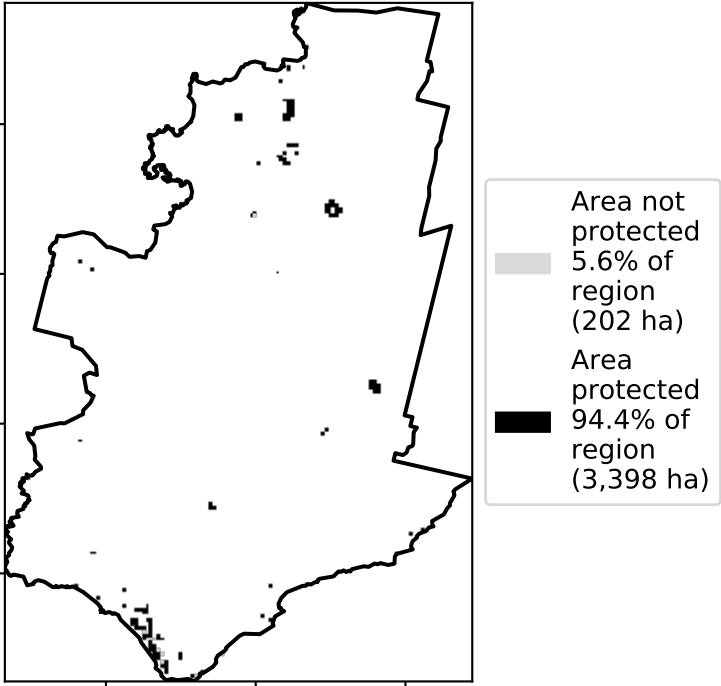 Area not
protected
5.6% of
region
(202 ha)
Area
protected
94.4% of
region
(3,398 ha)